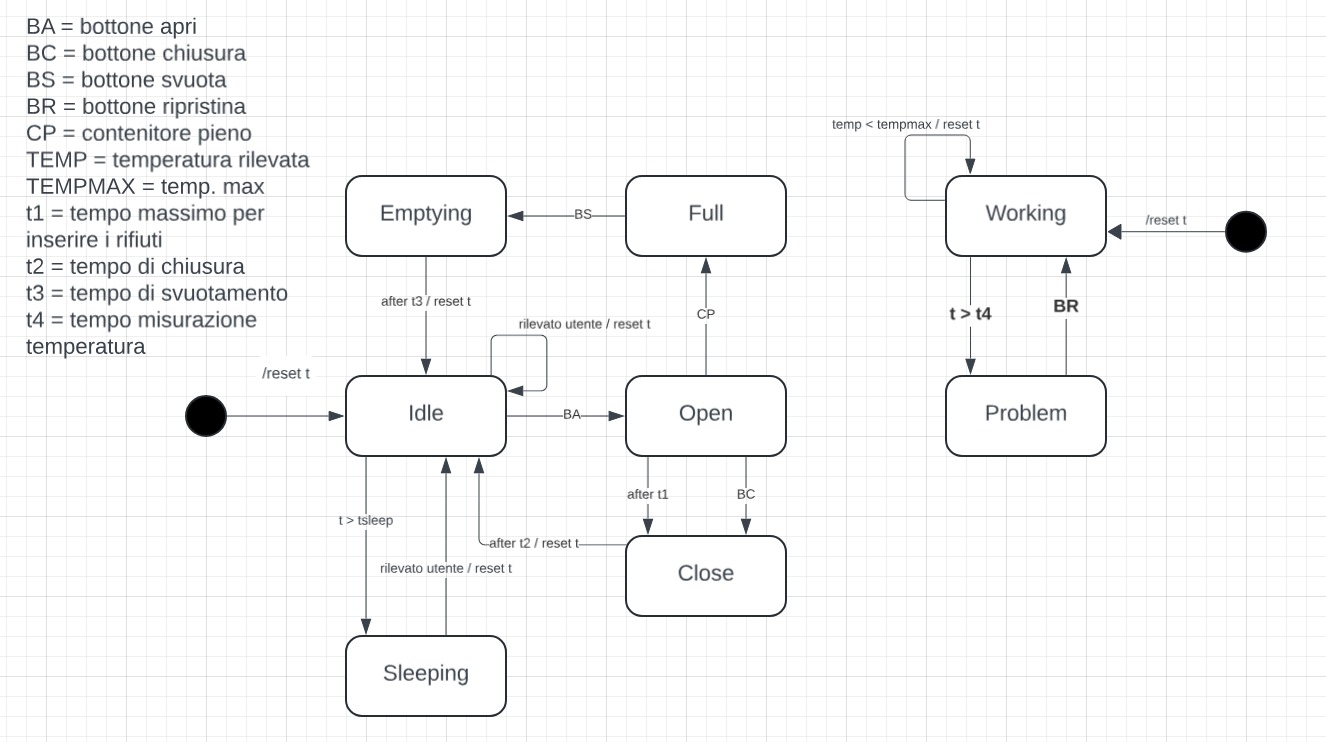 BA = bottone apri
BC = bottone chiusura
BS = bottone svuota
BR = bottone ripristina
CP = contenitore pieno
TEMP = temperatura rilevata
TEMPMAX = temp. max
t1 = tempo massimo per
inserire i rifiuti
t2 = tempo di chiusura
t3 = tempo di svuotamento
t4 = tempo misurazione
temperatura
temp < tempmax / reset t
Emptying
BS
Full
Working
/reset t
after t3 / reset t
CP
t > t4
BR
rilevato utente / reset t
/reset t
Idle
BA
Open
Problem
after t1
BC
t > tsleep
after t2 / reset t
rilevato utente / reset t
Close
Sleeping